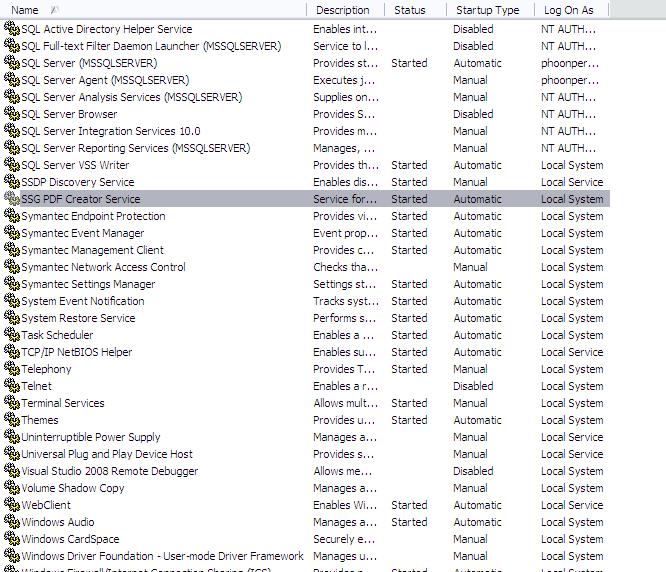 Name Description Status Startup Type Log On As
SQL Active Directory Helper Service Enables int... Disabled NT AUTH...
SQL Full-text Filter Daemon Launcher (MSSQLSERVER) Service to l... Disabled NT AUTH...
SQL Server (MSSQLSERVER) Provides st... Started Automatic phoonper...
SQL Server Agent (MSSQLSERVER) Executes j... Manual phoonper...
SQL Server Analysis Services (MSSQLSERVER) Supplies on... Manual NT AUTH...
SQL Server Browser Provides S... Disabled NT AUTH...
SQL Server Integration Services 10.0 Provides m... Manual NT AUTH...
SQL Server Reporting Services (MSSQLSERVER) Manages, ... Manual NT AUTH...
SQL Server VSS Writer Provides th... Started Automatic Local System
SSDP Discovery Service Enables dis... Started Manual Local Service
SSG PDF Creator Service Service for... Started Automatic Local System
Symantec Endpoint Protection Provides vi... Started Automatic Local System
Symantec Event Manager Event prop... Started Automatic Local System
Symantec Management Client Provides c... Started Automatic Local System
Symantec Network Access Control Checks tha... Manual Local System
Symantec Settings Manager Settings st... Started Automatic Local System
System Event Notification Tracks syst... Started Automatic Local System
System Restore Service Performs s... Started Automatic Local System
Task Scheduler Enables a ... Started Automatic Local System
TCP/IP NetBIOS Helper Enables su... Started Automatic Local Service
Telephony Provides T... Started Manual Local System
Telnet Enables a r... Disabled Local System
Terminal Services Allows mult... Started Manual Local System
Themes Provides u... Started Automatic Local System
Uninterruptible Power Supply Manages a... Manual Local Service
Universal Plug and Play Device Host Provides s... Manual Local Service
Visual Studio 2008 Remote Debugger Allows me... Disabled Local System
Volume Shadow Copy Manages a... Manual Local System
WebClient Enables Wi... Started Automatic Local Service
Windows Audio Manages a... Started Automatic Local System
Windows CardSpace Securely e... Manual Local System
Windows Driver Foundation - User-mode Driver Framework Manages u... Manual Local System
Windows Firewall/Internet Connection Sharing (ICS) Provides n... Started Automatic Local System